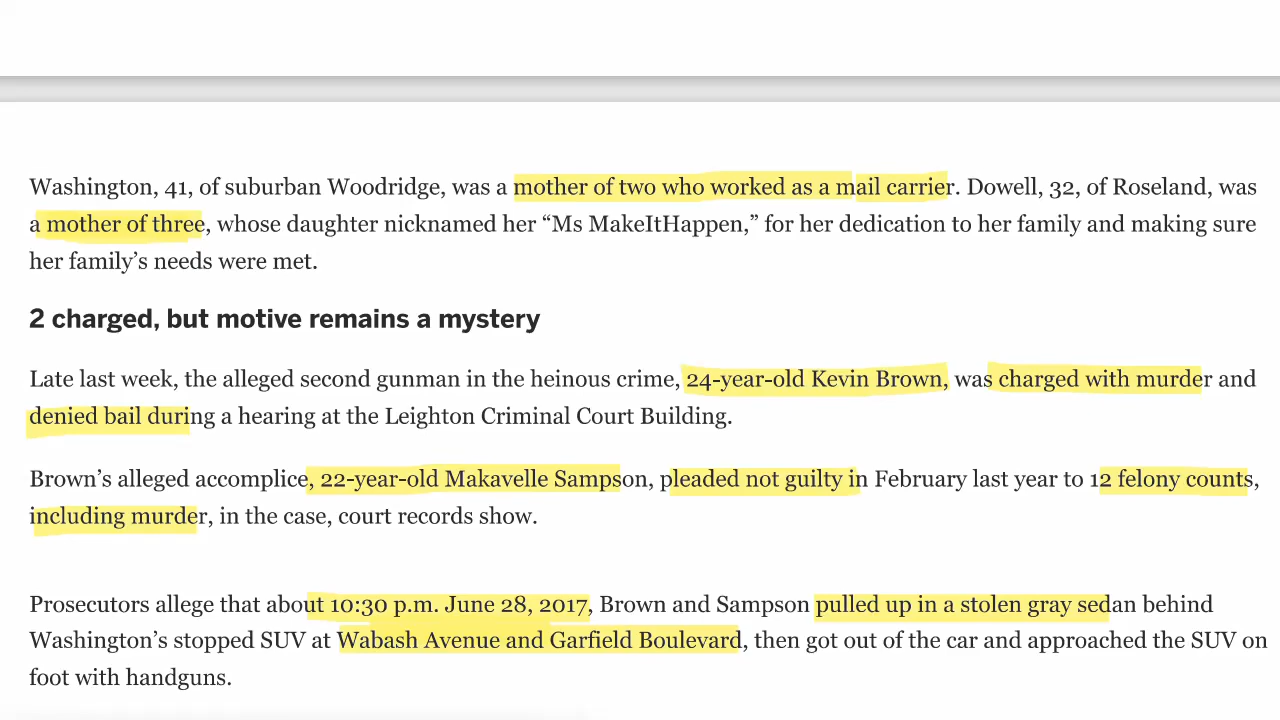 Washington, 41, of suburban Woodridge, was a mother of two who worked as a mail carrier. Dowell, 32, of Roseland, was
a mother of three, whose daughter nicknamed her “Ms MakeItHappen,” for her dedication to her family and making sure
her family’s needs were met.
2 charged, but motive remains a mystery
Late last week, the alleged second gunman in the heinous crime, 24-year-old Kevin Brown, was charged with murder and
denied bail during a hearing at the Leighton Criminal Court Building.
Brown’s alleged accomplice, 22-year-old Makavelle Sampson, pleaded not guilty in February last year to 12 felony counts,
including murder, in the case, court records show.
Prosecutors allege that about 10:30 p.m. June 28, 2017, Brown and Sampson pulled up in a stolen gray sedan behind
Washington’s stopped SUV at Wabash Avenue and Garfield Boulevard, then got out of the car and approached the SUV on
foot with handguns.